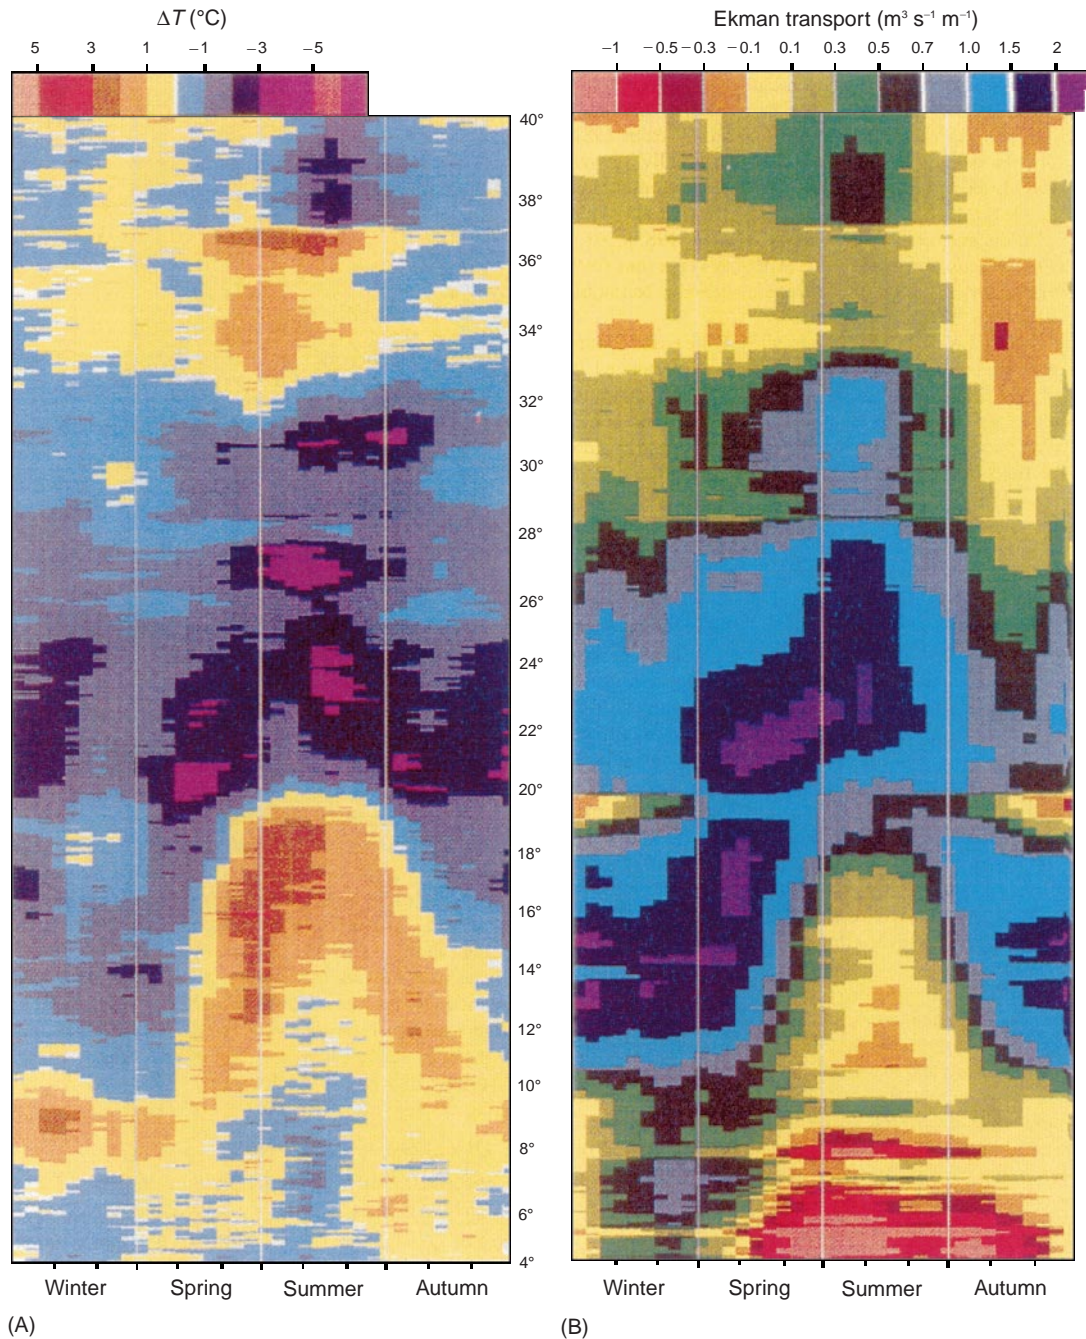 ΔT (°C)
5 3 1 −1 −3 −5
Ekman transport (m³ s⁻¹ m⁻¹)
−1 −0.5 −0.3 −0.1 0.1 0.3 0.5 0.7 1.0 1.5 2
40°
38°
36°
34°
32°
30°
28°
26°
24°
22°
20°
18°
16°
14°
12°
10°
8°
6°
4°
Winter Spring Summer Autumn
Winter Spring Summer Autumn
(A)
(B)